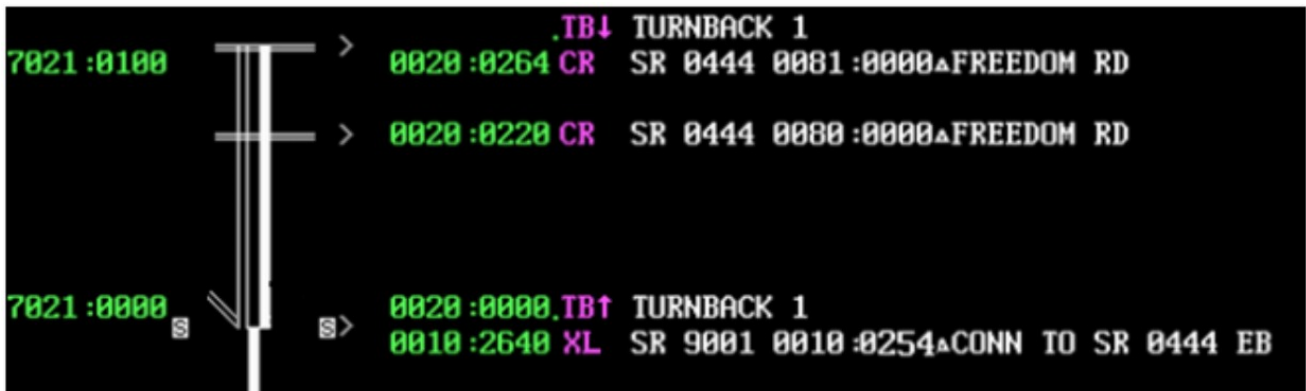 .TB↓ TURNBACK 1
7021:0100 > 0020:0264 CR SR 0444 0081:0000▵FREEDOM RD
> 0020:0220 CR SR 0444 0080:0000▵FREEDOM RD
7021:0000 0020:0000.TB↑ TURNBACK 1
S S> 0010:2640 XL SR 9001 0010:0254▵CONN TO SR 0444 EB